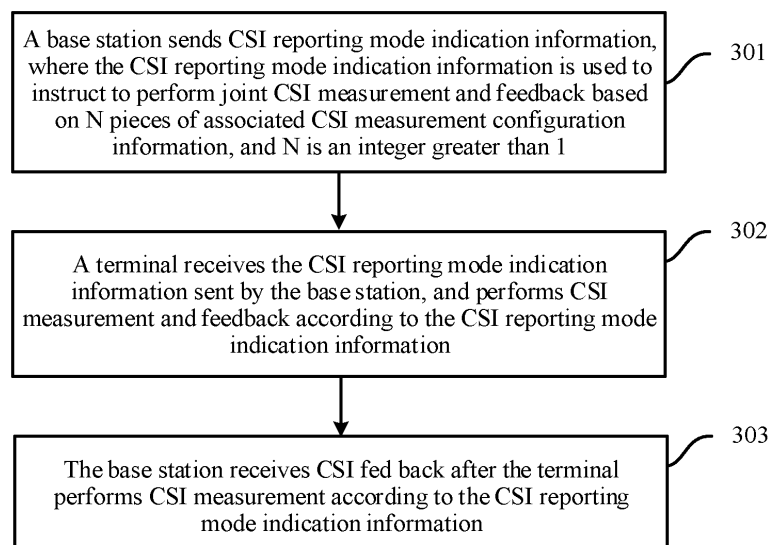 A base station sends CSI reporting mode indication information,
where the CSI reporting mode indication information is used to
instruct to perform joint CSI measurement and feedback based
on N pieces of associated CSI measurement configuration
information, and N is an integer greater than 1
301
A terminal receives the CSI reporting mode indication
information sent by the base station, and performs CSI
measurement and feedback according to the CSI reporting mode
indication information
302
The base station receives CSI fed back after the terminal
performs CSI measurement according to the CSI reporting
mode indication information
303